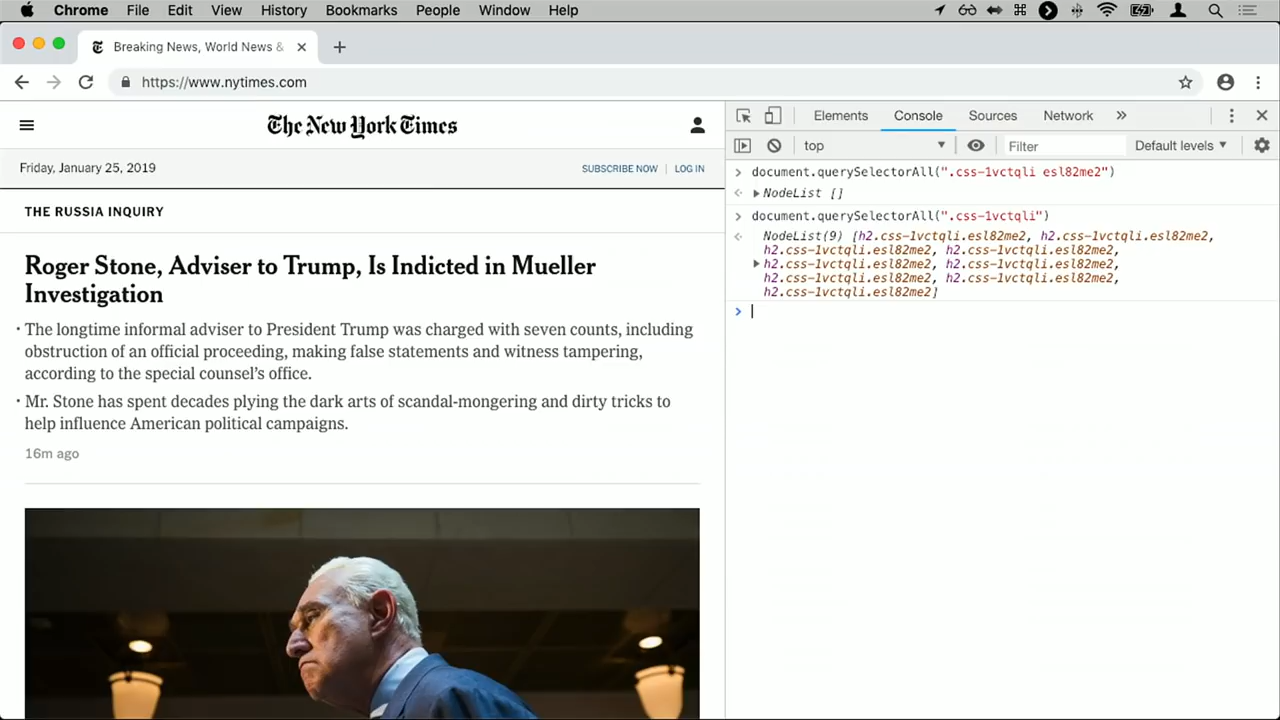 Chrome File Edit View History Bookmarks People Window Help
Breaking News, World News &
https://www.nytimes.com
The New York Times
Friday, January 25, 2019
SUBSCRIBE NOW | LOG IN
THE RUSSIA INQUIRY
Roger Stone, Adviser to Trump, Is Indicted in Mueller
Investigation
· The longtime informal adviser to President Trump was charged with seven counts, including
obstruction of an official proceeding, making false statements and witness tampering,
according to the special counsel's office.
· Mr. Stone has spent decades plying the dark arts of scandal-mongering and dirty tricks to
help influence American political campaigns.
16m ago
Elements Console Sources Network »
top Filter Default levels
> document.querySelectorAll(".css-1vctqli esl82me2")
NodeList []
> document.querySelectorAll(".css-1vctqli")
NodeList(9) [h2.css-1vctqli.esl82me2, h2.css-1vctqli.esl82me2,
h2.css-1vctqli.esl82me2, h2.css-1vctqli.esl82me2,
h2.css-1vctqli.esl82me2, h2.css-1vctqli.esl82me2,
h2.css-1vctqli.esl82me2, h2.css-1vctqli.esl82me2,
h2.css-1vctqli.esl82me2]
>